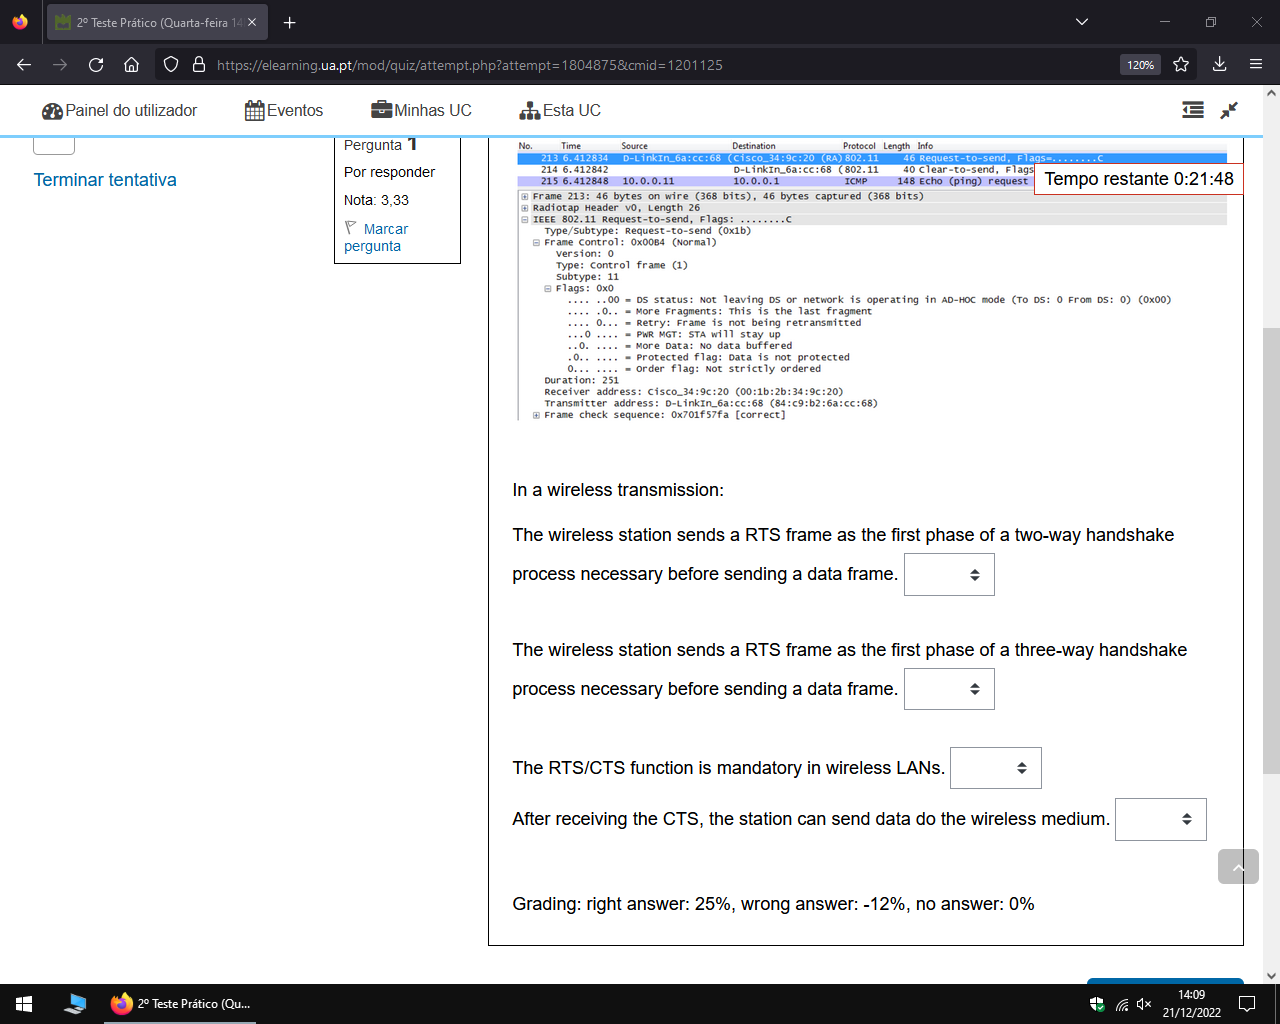 2º Teste Prático (Quarta-feira 14
https://elearning.ua.pt/mod/quiz/attempt.php?attempt=1804875&cmid=1201125
120%
Painel do utilizador
Eventos
Minhas UC
Esta UC
Terminar tentativa
Pergunta 1
Por responder
Nota: 3,33
Marcar pergunta
No. Time Source Destination Protocol Length Info
213 6.412834 D-LinkIn_6a:cc:68 (Cisco_34:9c:20 (RA) 802.11 46 Request-to-send, Flags=........C
214 6.412842 D-LinkIn_6a:cc:68 (802.11 40 Clear-to-send, Flags
215 6.412848 10.0.0.11 10.0.0.1 ICMP 148 Echo (ping) request
Tempo restante 0:21:48
Frame 213: 46 bytes on wire (368 bits), 46 bytes captured (368 bits)
Radiotap Header v0, Length 26
IEEE 802.11 Request-to-send, Flags: ........C
Type/Subtype: Request-to-send (0x1b)
Frame Control: 0x00B4 (Normal)
Version: 0
Type: Control frame (1)
Subtype: 11
Flags: 0x0
.... ..00 = DS status: Not leaving DS or network is operating in AD-HOC mode (To DS: 0 From DS: 0) (0x00)
.... .0.. = More Fragments: This is the last fragment
.... 0... = Retry: Frame is not being retransmitted
...0 .... = PWR MGT: STA will stay up
..0. .... = More Data: No data buffered
.0.. .... = Protected flag: Data is not protected
0... .... = Order flag: Not strictly ordered
Duration: 251
Receiver address: Cisco_34:9c:20 (00:1b:2b:34:9c:20)
Transmitter address: D-LinkIn_6a:cc:68 (84:c9:b2:6a:cc:68)
Frame check sequence: 0x701f57fa [correct]
In a wireless transmission:
The wireless station sends a RTS frame as the first phase of a two-way handshake
process necessary before sending a data frame.
The wireless station sends a RTS frame as the first phase of a three-way handshake
process necessary before sending a data frame.
The RTS/CTS function is mandatory in wireless LANs.
After receiving the CTS, the station can send data do the wireless medium.
Grading: right answer: 25%, wrong answer: -12%, no answer: 0%
2º Teste Prático (Qu...
14:09
21/12/2022